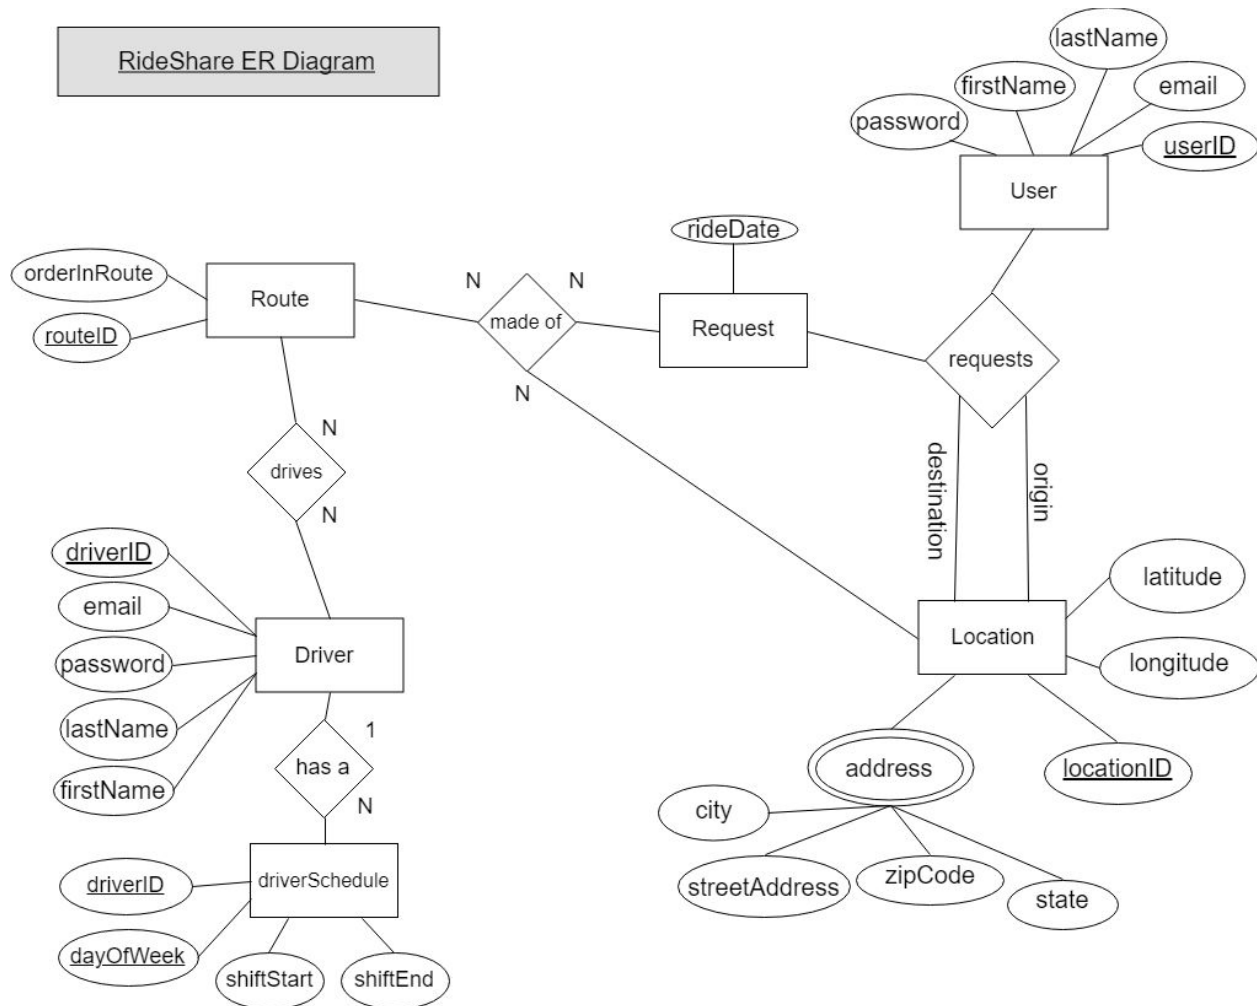 RideShare ER Diagram
lastName
firstName
email
password
userID
User
rideDate
orderInRoute
Route
routeID
N
N
made of
N
Request
requests
destination
origin
N
drives
N
driverID
email
password
lastName
firstName
Driver
1
has a
N
driverID
driverSchedule
dayOfWeek
shiftStart
shiftEnd
Location
latitude
longitude
address
locationID
city
streetAddress
zipCode
state